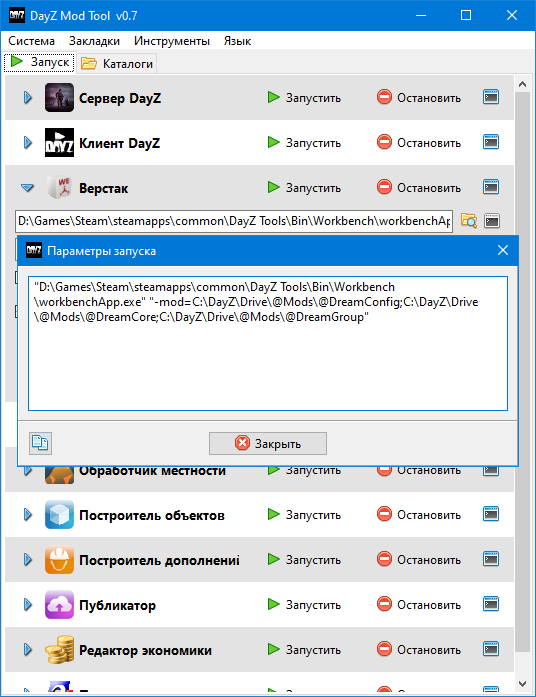 DayZ Mod Tool v0.7
Система Закладки Инструменты Язык
Запуск Каталоги
Сервер DayZ Запустить Остановить
Клиент DayZ Запустить Остановить
Верстак Запустить Остановить
D:\Games\Steam\steamapps\common\DayZ Tools\Bin\Workbench\workbenchAp
Параметры запуска
"D:\Games\Steam\steamapps\common\DayZ Tools\Bin\Workbench
\workbenchApp.exe" "-mod=C:\DayZ\Drive\@Mods\@DreamConfig;C:\DayZ\Drive
\@Mods\@DreamCore;C:\DayZ\Drive\@Mods\@DreamGroup"
Закрыть
Обработчик местности Запустить Остановить
Построитель объектов Запустить Остановить
Построитель дополнений Запустить Остановить
Публикатор Запустить Остановить
Редактор экономики Запустить Остановить